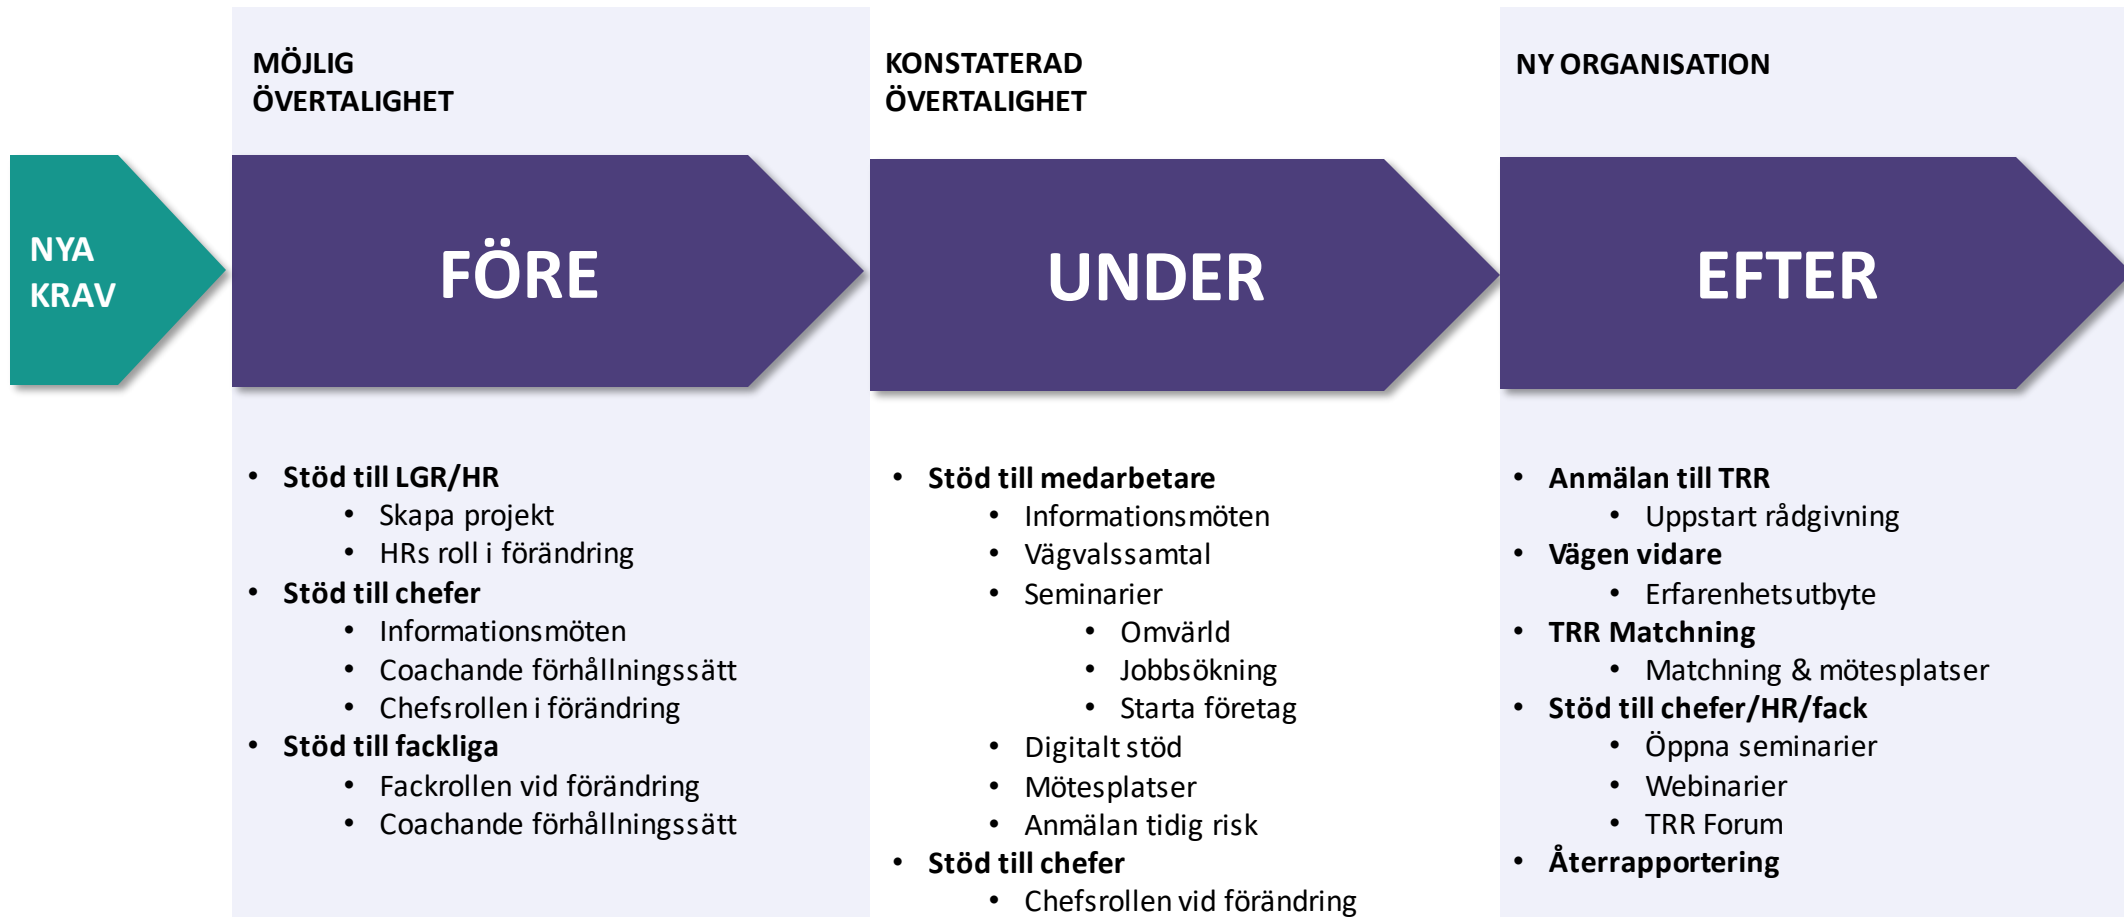 MÖJLIG
ÖVERTALIGHET
KONSTATERAD
ÖVERTALIGHET
NY ORGANISATION
NYA
KRAV
FÖRE
UNDER
EFTER
• Stöd till LGR/HR
• Skapa projekt
• HRs roll i förändring
• Stöd till chefer
• Informationsmöten
• Coachande förhållningssätt
• Chefsrollen i förändring
• Stöd till fackliga
• Fackrollen vid förändring
• Coachande förhållningssätt
• Stöd till medarbetare
• Informationsmöten
• Vägvalssamtal
• Seminarier
• Omvärld
• Jobbsökning
• Starta företag
• Digitalt stöd
• Mötesplatser
• Anmälan tidig risk
• Stöd till chefer
• Chefsrollen vid förändring
• Anmälan till TRR
• Uppstart rådgivning
• Vägen vidare
• Erfarenhetsutbyte
• TRR Matchning
• Matchning & mötesplatser
• Stöd till chefer/HR/fack
• Öppna seminarier
• Webinarier
• TRR Forum
• Återrapportering